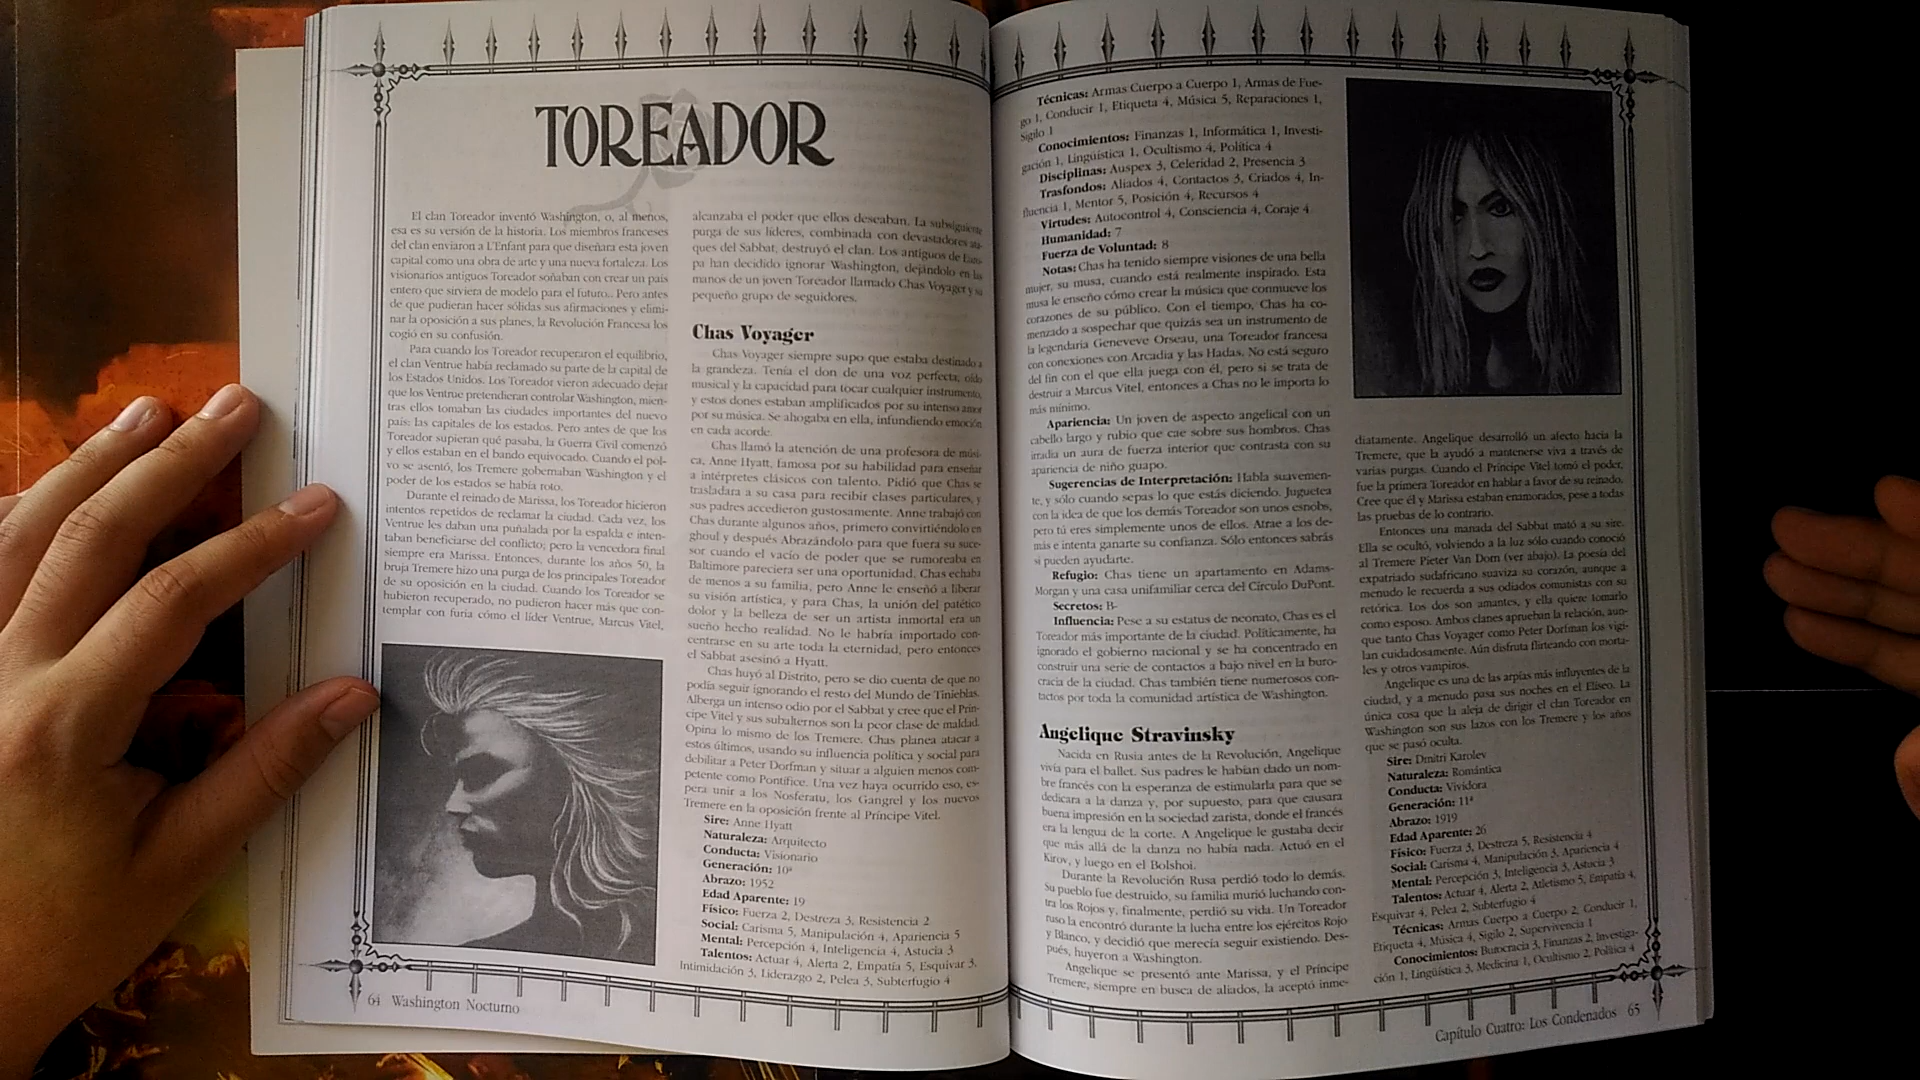 TOREADOR
El clan Toreador inventó Washington, o, al menos,
esa es su versión de la historia. Los miembros franceses
del clan enviaron a L'Enfant para que diseñara esta joven
capital como una obra de arte y una nueva fortaleza. Los
visionarios antiguos Toreador soñaban con crear un país
entero que sirviera de modelo para el futuro.. Pero antes
de que pudieran hacer sólidas sus afirmaciones y elimi-
nar la oposición a sus planes, la Revolución Francesa los
cogió en su confusión.
Para cuando los Toreador recuperaron el equilibrio,
el clan Ventrue había reclamado su parte de la capital de
los Estados Unidos. Los Toreador vieron adecuado dejar
que los Ventrue pretendieran controlar Washington, mien-
tras ellos tomaban las ciudades importantes del nuevo
país: las capitales de los estados. Pero antes de que los
Toreador supieran qué pasaba, la Guerra Civil comenzó
y ellos estaban en el bando equivocado. Cuando el pol-
vo se asentó, los Tremere gobernaban Washington y el
poder de los estados se había roto.
Durante el reinado de Marissa, los Toreador hicieron
intentos repetidos de reclamar la ciudad. Cada vez, los
Ventrue les daban una puñalada por la espalda e inten-
taban beneficiarse del conflicto; pero la vencedora final
siempre era Marissa. Entonces, durante los años 50, la
bruja Tremere hizo una purga de los principales Toreador
de su oposición en la ciudad. Cuando los Toreador se
hubieron recuperado, no pudieron hacer más que con-
templar con furia cómo el líder Ventrue, Marcus Vitel,
alcanzaba el poder que ellos deseaban. La subsiguiente
purga de sus líderes, combinada con devastadores ata-
ques del Sabbat, destruyó el clan. Los antiguos de Euro-
pa han decidido ignorar Washington, dejándolo en las
manos de un joven Toreador llamado Chas Voyager y su
pequeño grupo de seguidores.
Chas Voyager
Chas Voyager siempre supo que estaba destinado a
la grandeza. Tenía el don de una voz perfecta, oído
musical y la capacidad para tocar cualquier instrumento,
y estos dones estaban amplificados por su intenso amor
por su música. Se ahogaba en ella, infundiendo emoción
en cada acorde.
Chas llamó la atención de una profesora de músi-
ca, Anne Hyatt, famosa por su habilidad para enseñar
a intérpretes clásicos con talento. Pidió que Chas se
trasladara a su casa para recibir clases particulares, y
sus padres accedieron gustosamente. Anne trabajó con
Chas durante algunos años, primero convirtiéndolo en
ghoul y después Abrazándolo para que fuera su suce-
sor cuando el vacío de poder que se rumoreaba en
Baltimore pareciera ser una oportunidad. Chas echaba
de menos a su familia, pero Anne le enseñó a liberar
su visión artística, y para Chas, la unión del patético
dolor y la belleza de ser un artista inmortal era un
sueño hecho realidad. No le habría importado con-
centrarse en su arte toda la eternidad, pero entonces
el Sabbat asesinó a Hyatt.
Chas huyó al Distrito, pero se dio cuenta de que no
podía seguir ignorando el resto del Mundo de Tinieblas.
Alberga un intenso odio por el Sabbat y cree que el Prín-
cipe Vitel y sus subalternos son la peor clase de maldad.
Opina lo mismo de los Tremere. Chas planea atacar a
estos últimos, usando su influencia política y social para
debilitar a Peter Dorfman y situar a alguien menos com-
petente como Pontífice. Una vez haya ocurrido eso, es-
pera unir a los Nosferatu, los Gangrel y los nuevos
Tremere en la oposición frente al Príncipe Vitel.
Sire: Anne Hyatt
Naturaleza: Arquitecto
Conducta: Visionario
Generación: 10ª
Abrazo: 1952
Edad Aparente: 19
Físico: Fuerza 2, Destreza 3, Resistencia 2
Social: Carisma 5, Manipulación 4, Apariencia 5
Mental: Percepción 4, Inteligencia 4, Astucia 3
Talentos: Actuar 4, Alerta 2, Empatía 5, Esquivar 3,
Intimidación 3, Liderazgo 2, Pelea 3, Subterfugio 4
64 Washington Nocturno
Técnicas: Armas Cuerpo a Cuerpo 1, Armas de Fue-
go 1, Conducir 1, Etiqueta 4, Música 5, Reparaciones 1,
Sigilo 1
Conocimientos: Finanzas 1, Informática 1, Investi-
gación 1, Lingüística 1, Ocultismo 4, Política 4
Disciplinas: Auspex 3, Celeridad 2, Presencia 3
Trasfondos: Aliados 4, Contactos 3, Criados 4, In-
fluencia 1, Mentor 5, Posición 4, Recursos 4
Virtudes: Autocontrol 4, Consciencia 4, Coraje 4
Humanidad: 7
Fuerza de Voluntad: 8
Notas: Chas ha tenido siempre visiones de una bella
mujer, su musa, cuando está realmente inspirado. Esta
musa le enseño cómo crear la música que conmueve los
corazones de su público. Con el tiempo, Chas ha co-
menzado a sospechar que quizás sea un instrumento de
la legendaria Geneveve Orseau, una Toreador francesa
con conexiones con Arcadia y las Hadas. No está seguro
del fin con el que ella juega con él, pero si se trata de
destruir a Marcus Vitel, entonces a Chas no le importa lo
más mínimo.
Apariencia: Un joven de aspecto angelical con un
cabello largo y rubio que cae sobre sus hombros. Chas
irradia un aura de fuerza interior que contrasta con su
apariencia de niño guapo.
Sugerencias de Interpretación: Habla suavemen-
te, y sólo cuando sepas lo que estás diciendo. Juguetea
con la idea de que los demás Toreador son unos esnobs,
pero tú eres simplemente unos de ellos. Atrae a los de-
más e intenta ganarte su confianza. Sólo entonces sabrás
si pueden ayudarte.
Refugio: Chas tiene un apartamento en Adams-
Morgan y una casa unifamiliar cerca del Círculo DuPont.
Secretos: B-
Influencia: Pese a su estatus de neonato, Chas es el
Toreador más importante de la ciudad. Políticamente, ha
ignorado el gobierno nacional y se ha concentrado en
construir una serie de contactos a bajo nivel en la buro-
cracia de la ciudad. Chas también tiene numerosos con-
tactos por toda la comunidad artística de Washington.
Angelique Stravinsky
Nacida en Rusia antes de la Revolución, Angelique
vivía para el ballet. Sus padres le habían dado un nom-
bre francés con la esperanza de estimularla para que se
dedicara a la danza y, por supuesto, para que causara
buena impresión en la sociedad zarista, donde el francés
era la lengua de la corte. A Angelique le gustaba decir
que más allá de la danza no había nada. Actuó en el
Kirov, y luego en el Bolshoi.
Durante la Revolución Rusa perdió todo lo demás.
Su pueblo fue destruido, su familia murió luchando con-
tra los Rojos y, finalmente, perdió su vida. Un Toreador
ruso la encontró durante la lucha entre los ejércitos Rojo
y Blanco, y decidió que merecía seguir existiendo. Des-
pués, huyeron a Washington.
Angelique se presentó ante Marissa, y el Príncipe
Tremere, siempre en busca de aliados, la aceptó inme-
diatamente. Angelique desarrolló un afecto hacia la
Tremere, que la ayudó a mantenerse viva a través de
varias purgas. Cuando el Príncipe Vitel tomó el poder,
fue la primera Toreador en hablar a favor de su reinado.
Cree que él y Marissa estaban enamorados, pese a todas
las pruebas de lo contrario.
Entonces una manada del Sabbat mató a su sire.
Ella se ocultó, volviendo a la luz sólo cuando conoció
al Tremere Pieter Van Dorn (ver abajo). La poesía del
expatriado sudafricano suaviza su corazón, aunque a
menudo le recuerda a sus odiados comunistas con su
retórica. Los dos son amantes, y ella quiere tomarlo
como esposo. Ambos clanes aprueban la relación, aun-
que tanto Chas Voyager como Peter Dorfman los vigi-
lan cuidadosamente. Aún disfruta flirteando con morta-
les y otros vampiros.
Angelique es una de las arpías más influyentes de la
ciudad, y a menudo pasa sus noches en el Elíseo. La
única cosa que la aleja de dirigir el clan Toreador en
Washington son sus lazos con los Tremere y los años
que se pasó oculta.
Sire: Dmitri Karolev
Naturaleza: Romántica
Conducta: Vividora
Generación: 11ª
Abrazo: 1919
Edad Aparente: 26
Físico: Fuerza 3, Destreza 5, Resistencia 4
Social: Carisma 4, Manipulación 3, Apariencia 4
Mental: Percepción 3, Inteligencia 3, Astucia 3
Talentos: Actuar 4, Alerta 2, Atletismo 5, Empatía 4,
Esquivar 4, Pelea 2, Subterfugio 4
Técnicas: Armas Cuerpo a Cuerpo 2, Conducir 1,
Etiqueta 4, Música 4, Sigilo 2, Supervivencia 1
Conocimientos: Burocracia 3, Finanzas 2, Investiga-
ción 1, Lingüística 3, Medicina 1, Ocultismo 2, Política 4
Capítulo Cuatro: Los Condenados 65